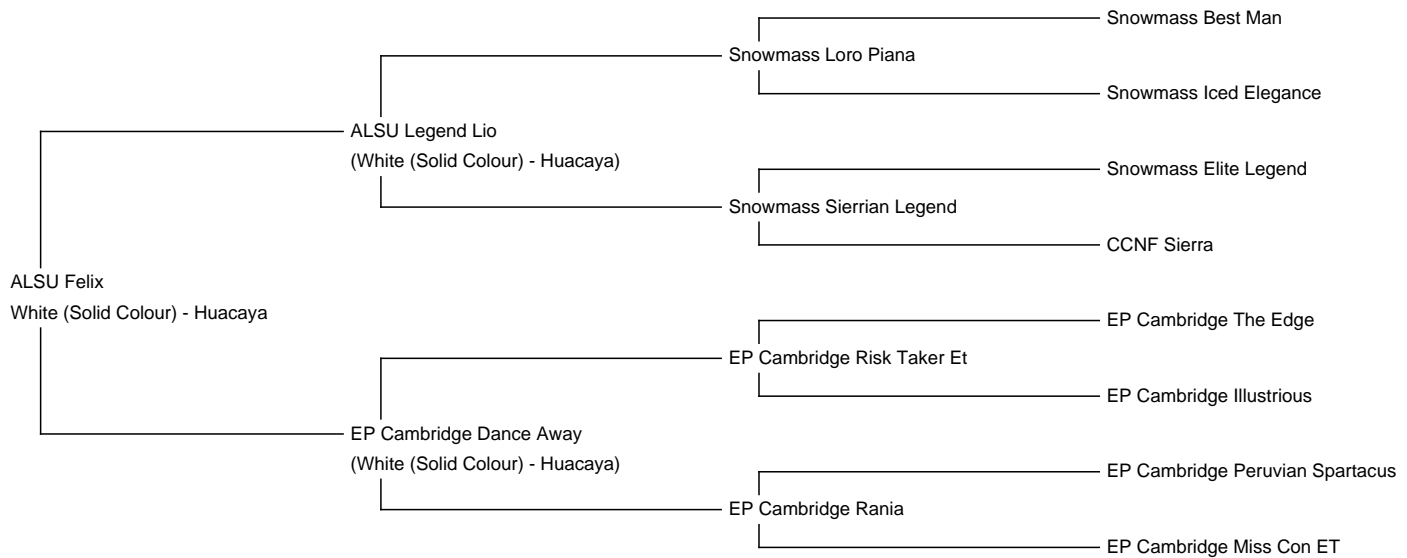 Snowmass Best Man
Snowmass Loro Piana
Snowmass Iced Elegance
ALSU Legend Lio
(White (Solid Colour) - Huacaya)
Snowmass Elite Legend
Snowmass Sierrian Legend
CCNF Sierra
ALSU Felix
White (Solid Colour) - Huacaya
EP Cambridge The Edge
EP Cambridge Risk Taker Et
EP Cambridge Illustrious
EP Cambridge Dance Away
(White (Solid Colour) - Huacaya)
EP Cambridge Peruvian Spartacus
EP Cambridge Rania
EP Cambridge Miss Con ET